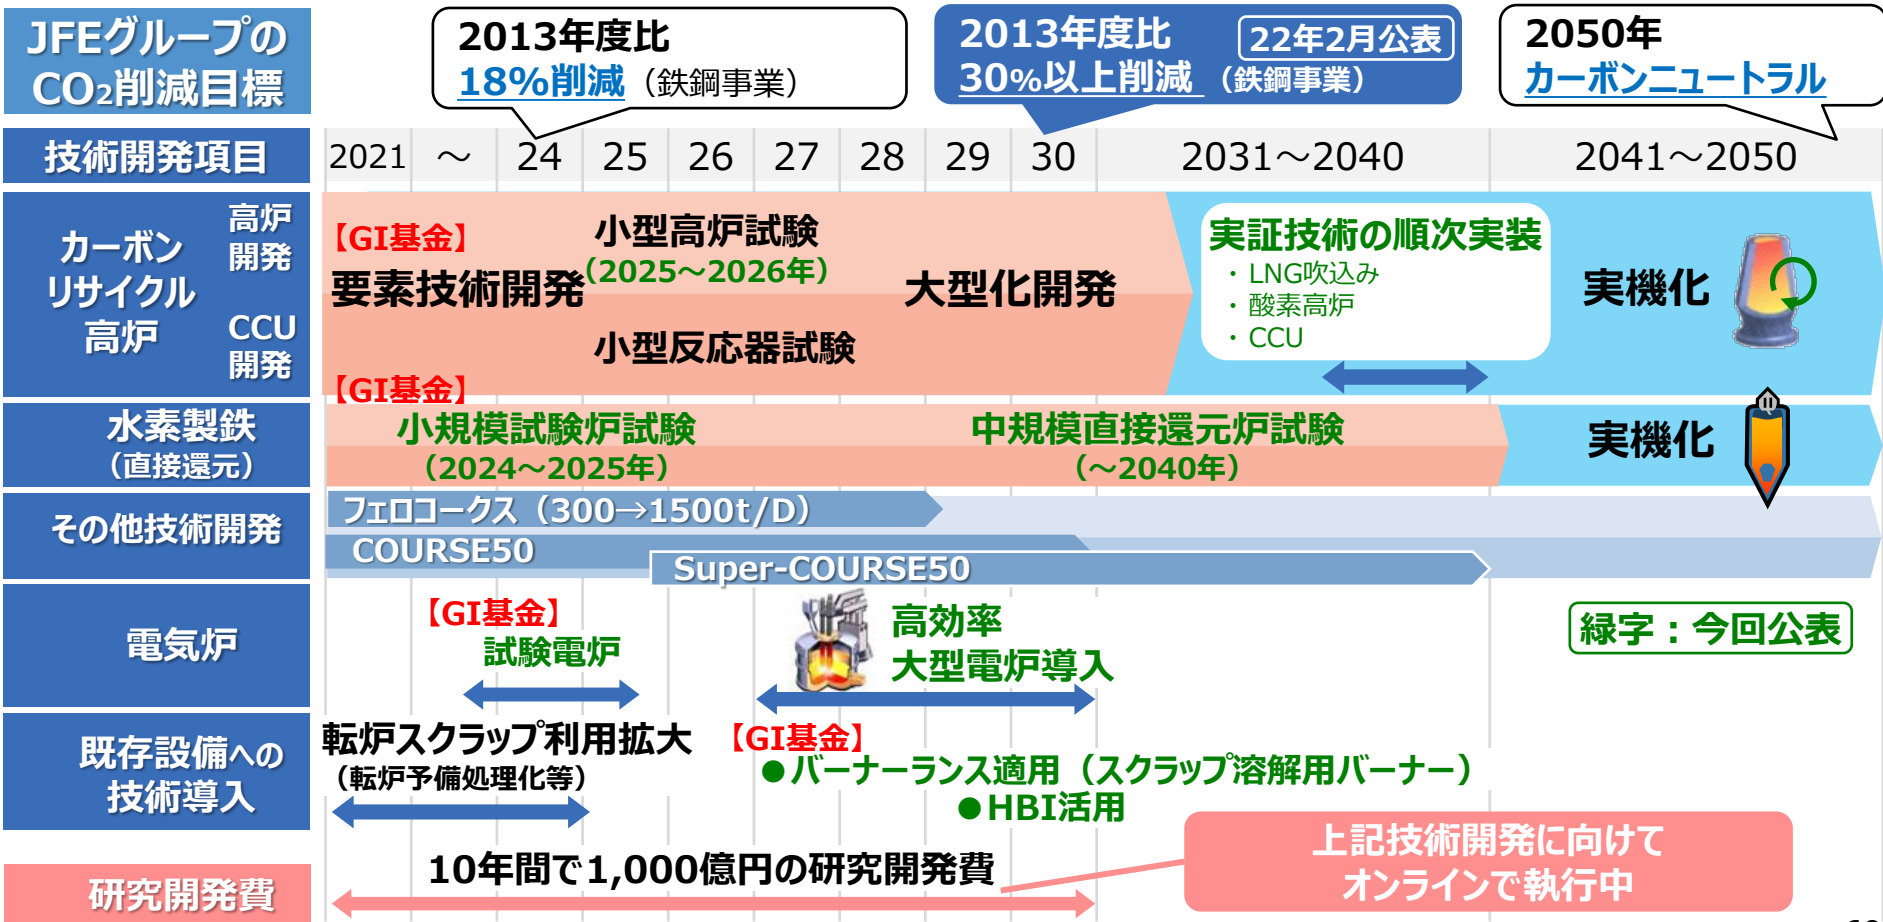 JFEグループの
CO₂削減目標
2013年度比
18%削減（鉄鋼事業）
2013年度比
22年2月公表
30%以上削減（鉄鋼事業）
2050年
カーボンニュートラル
技術開発項目
2021 ～ 24 25 26 27 28 29 30 2031～2040 2041～2050
カーボン
リサイクル
高炉
高炉
開発
CCU
開発
【GI基金】
要素技術開発
小型高炉試験
（2025～2026年）
大型化開発
小型反応器試験
【GI基金】
実証技術の順次実装
・LNG吹込み
・酸素高炉
・CCU
実機化
水素製鉄
（直接還元）
小規模試験炉試験
（2024～2025年）
中規模直接還元炉試験
（～2040年）
実機化
その他技術開発
フェロコークス（300→1500t/D）
COURSE50
Super-COURSE50
電気炉
【GI基金】
試験電炉
高効率
大型電炉導入
緑字：今回公表
既存設備への
技術導入
転炉スクラップ利用拡大
（転炉予備処理化等）
【GI基金】
●バーナーランス適用（スクラップ溶解用バーナー）
●HBI活用
研究開発費
10年間で1,000億円の研究開発費
上記技術開発に向けて
オンラインで執行中